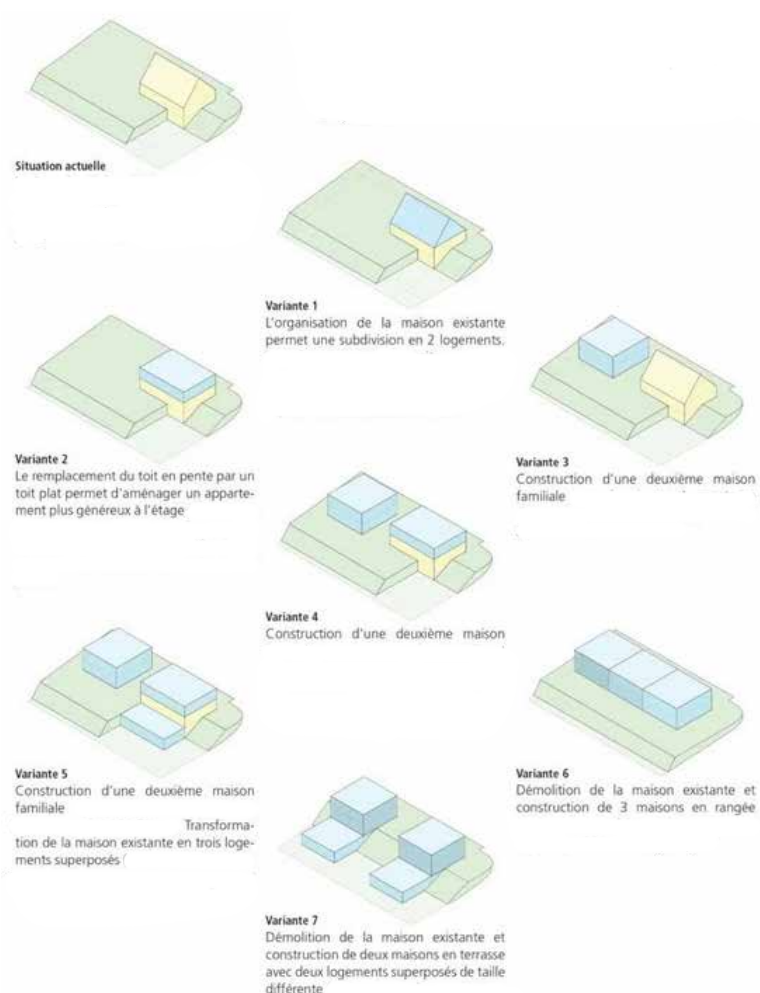 Situation actuelle
Variante 1
L'organisation de la maison existante
permet une subdivision en 2 logements.
Variante 2
Le remplacement du toit en pente par un
toit plat permet d'aménager un apparte-
ment plus généreux à l'étage
Variante 3
Construction d'une deuxième maison
familiale
Variante 4
Construction d'une deuxième maison
Variante 5
Construction d'une deuxième maison
familiale
Transforma-
tion de la maison existante en trois loge-
ments superposés
Variante 6
Démolition de la maison existante et
construction de 3 maisons en rangée
Variante 7
Démolition de la maison existante et
construction de deux maisons en terrasse
avec deux logements superposés de taille
différente